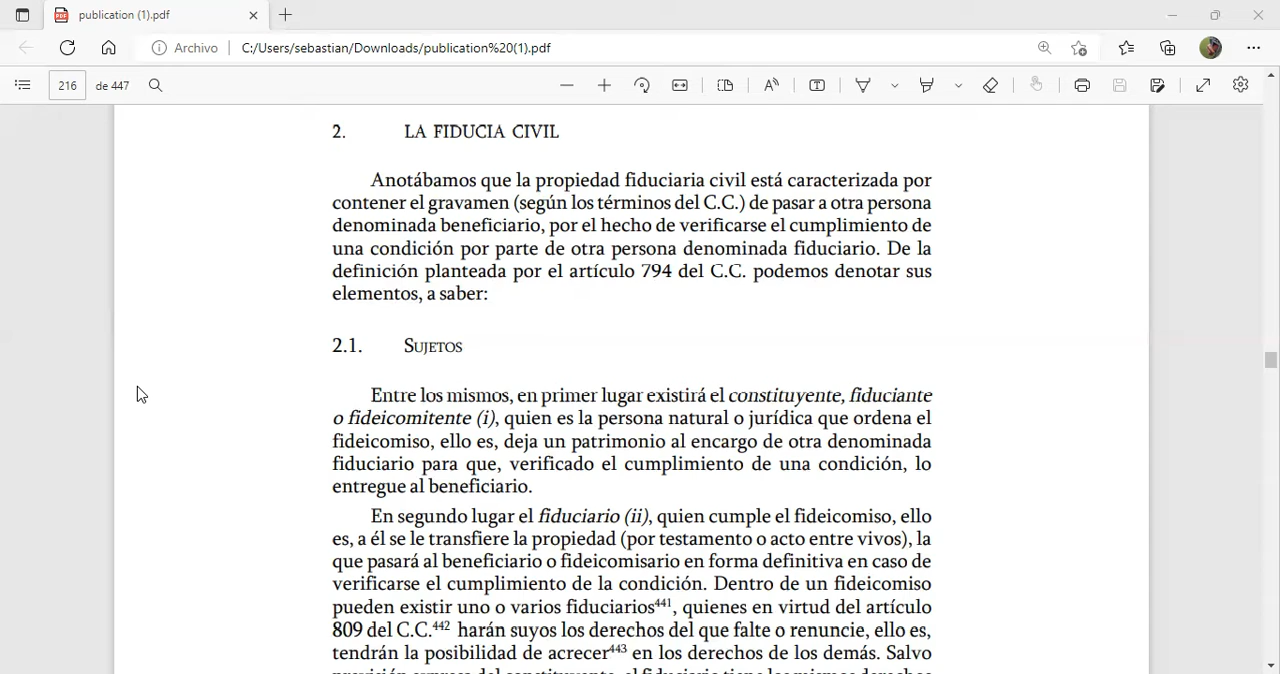 publication (1).pdf
Archivo C:/Users/sebastian/Downloads/publication%20(1).pdf
216 de 447
2. LA FIDUCIA CIVIL
Anotábamos que la propiedad fiduciaria civil está caracterizada por
contener el gravamen (según los términos del C.C.) de pasar a otra persona
denominada beneficiario, por el hecho de verificarse el cumplimiento de
una condición por parte de otra persona denominada fiduciario. De la
definición planteada por el artículo 794 del C.C. podemos denotar sus
elementos, a saber:
2.1. Sujetos
Entre los mismos, en primer lugar existirá el constituyente, fiduciante
o fideicomitente (i), quien es la persona natural o jurídica que ordena el
fideicomiso, ello es, deja un patrimonio al encargo de otra denominada
fiduciario para que, verificado el cumplimiento de una condición, lo
entregue al beneficiario.
En segundo lugar el fiduciario (ii), quien cumple el fideicomiso, ello
es, a él se le transfiere la propiedad (por testamento o acto entre vivos), la
que pasará al beneficiario o fideicomisario en forma definitiva en caso de
verificarse el cumplimiento de la condición. Dentro de un fideicomiso
pueden existir uno o varios fiduciarios441, quienes en virtud del artículo
809 del C.C.442 harán suyos los derechos del que falte o renuncie, ello es,
tendrán la posibilidad de acrecer443 en los derechos de los demás. Salvo